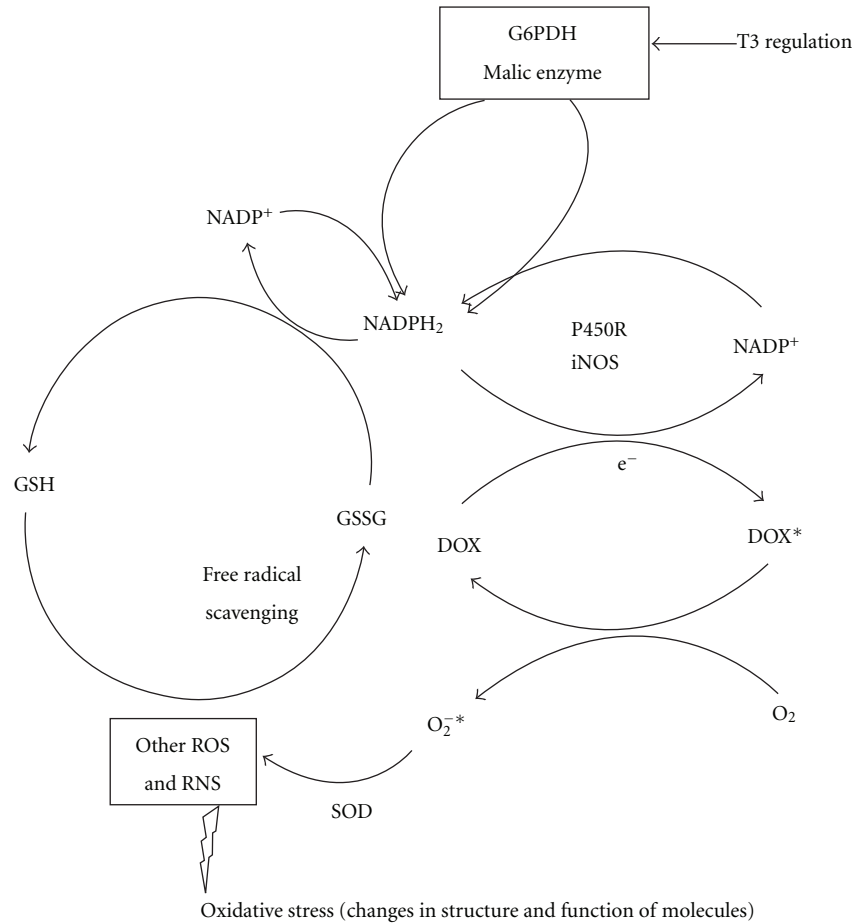 G6PDH
Malic enzyme
T3 regulation
NADP⁺
NADPH₂
P450R
iNOS
NADP⁺
e⁻
GSH
GSSG
DOX
DOX*
Free radical
scavenging
O₂⁻*
O₂
Other ROS
and RNS
SOD
Oxidative stress (changes in structure and function of molecules)